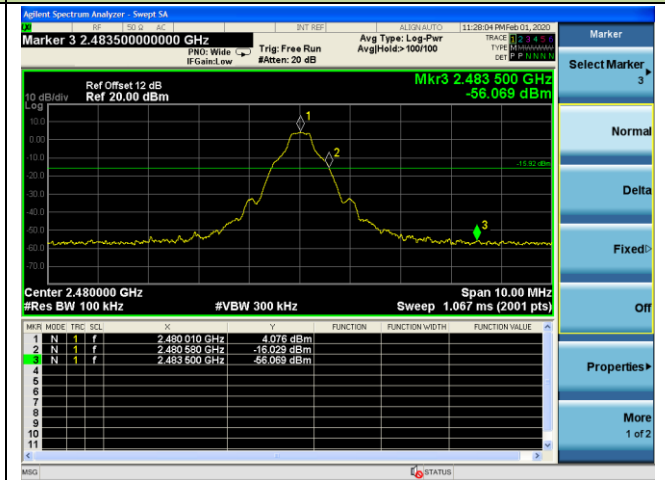 Agilent Spectrum Analyzer - Swept SA
RF 50 Ω AC INT REF ALIGN AUTO 11:28:04 PM Feb 01, 2020
Marker 3 2.483500000000 GHz
PNO: Wide
IFGain:Low
Trig: Free Run
#Atten: 20 dB
Avg Type: Log-Pwr
Avg|Hold:> 100/100
TRACE 1 2 3 4 5 6
TYPE M
DET P P N N N N
Ref Offset 12 dB
Ref 20.00 dBm
10 dB/div
Log
Mkr3 2.483 500 GHz
-56.069 dBm
10.0
0.00
-10.0
-20.0
-30.0
-40.0
-50.0
-60.0
-70.0
1
2
3
-15.92 dBm
Center 2.480000 GHz
Span 10.00 MHz
#Res BW 100 kHz
#VBW 300 kHz
Sweep 1.067 ms (2001 pts)
MKR MODE TRC SCL X Y FUNCTION FUNCTION WIDTH FUNCTION VALUE
1 N 1 f 2.480 010 GHz 4.076 dBm
2 N 1 f 2.480 580 GHz -16.029 dBm
3 N 1 f 2.483 500 GHz -56.069 dBm
4
5
6
7
8
9
10
11
MSG
STATUS
Marker
Select Marker
3
Normal
Delta
Fixed
Off
Properties
More
1 of 2